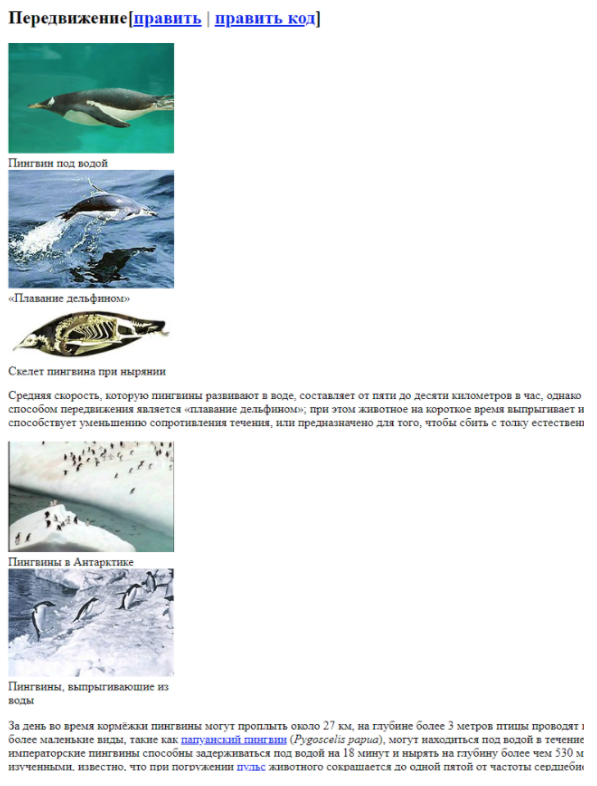 Передвижение[править | править код]
Пингвин под водой
«Плавание дельфином»
Скелет пингвина при нырянии
Средняя скорость, которую пингвины развивают в воде, составляет от пяти до десяти километров в час, однако
способом передвижения является «плавание дельфином»; при этом животное на короткое время выпрыгивает
способствует уменьшению сопротивления течения, или предназначено для того, чтобы сбить с толку
Пингвины в Антарктике
Пингвины, выпрыгивающие из
воды
За день во время кормёжки пингвины могут проплыть около 27 км, на глубине более 3 метров птицы проводят
более маленькие виды, такие как папуанский пингвин (Pygoscelis papua), могут находиться под водой в течение
императорские пингвины способны задерживаться под водой на 18 минут и нырять на глубину более чем 530 м
изученными, известно, что при погружении пульс животного сокращается до одной пятой от частоты